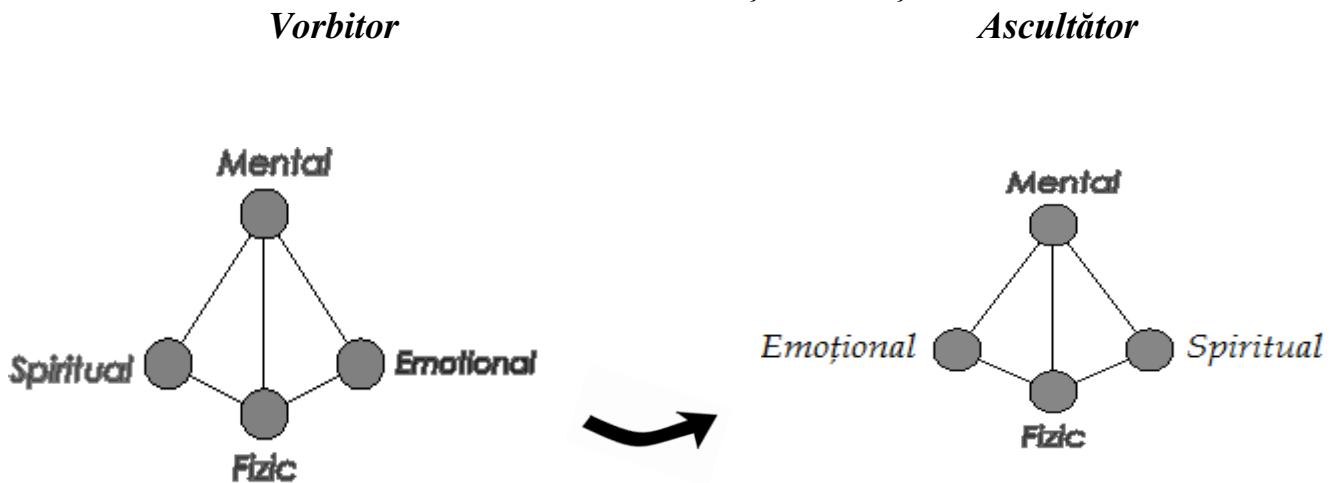 Vorbitor
Ascultător
Mental
Spiritual
Emotional
Fizic
Mental
Emoțional
Spiritual
Fizic